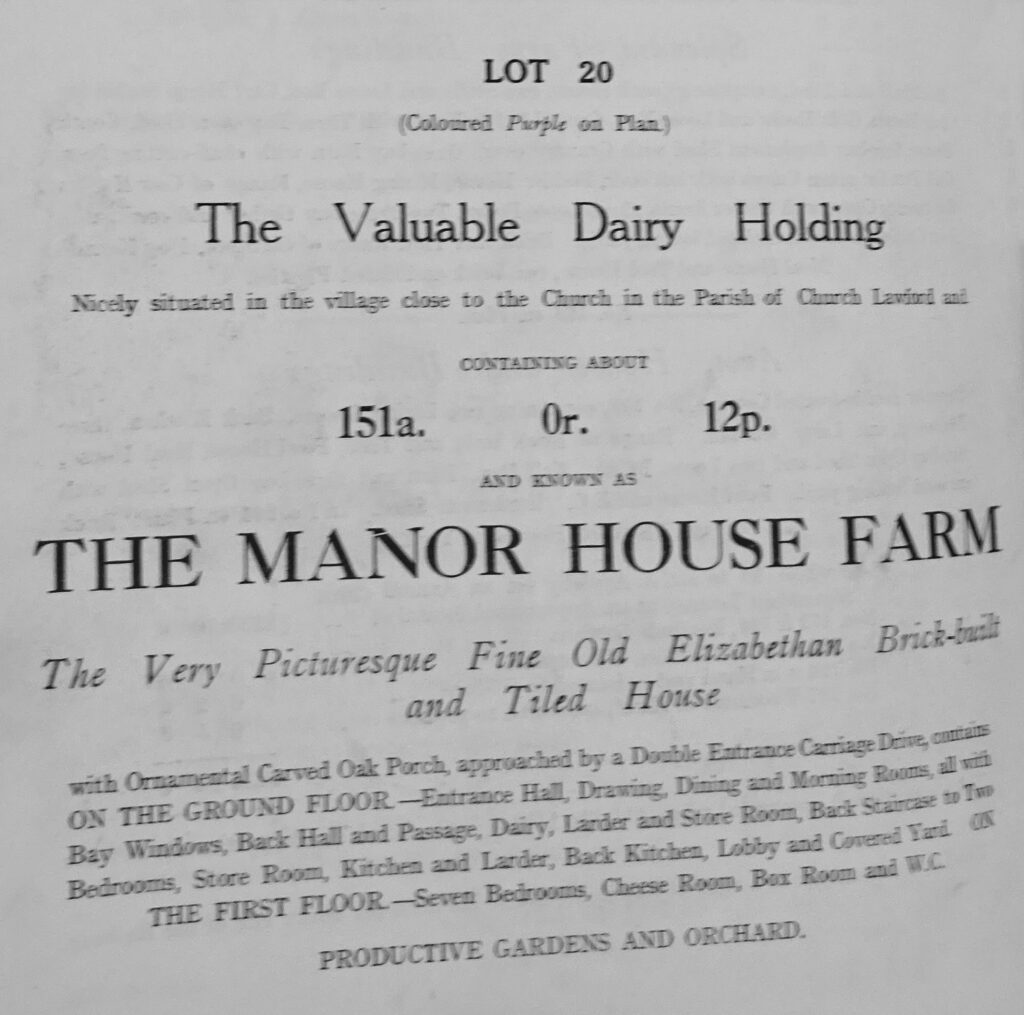 LOT 20
(Coloured Purple on Plan.)
The Valuable Dairy Holding
Nicely situated in the village close to the Church in the Parish of Church Lawford and
CONTAINING ABOUT
151a. 0r. 12p.
AND KNOWN AS
THE MANOR HOUSE FARM
The Very Picturesque Fine Old Elizabethan Brick-built
and Tiled House
with Ornamental Carved Oak Porch, approached by a Double Entrance Carriage Drive, contains
ON THE GROUND FLOOR.—Entrance Hall, Drawing, Dining and Morning Rooms, all with
Bay Windows, Back Hall and Passage, Dairy, Larder and Store Room, Back Staircase to Two
Bedrooms, Store Room, Kitchen and Larder, Back Kitchen, Lobby and Covered Yard. ON
THE FIRST FLOOR.—Seven Bedrooms, Cheese Room, Box Room and W.C.
PRODUCTIVE GARDENS AND ORCHARD.